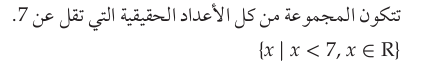 تتكون المجموعة من كل الأعداد الحقيقية التي تقل عن 7.
{x | x < 7, x ∈ R}